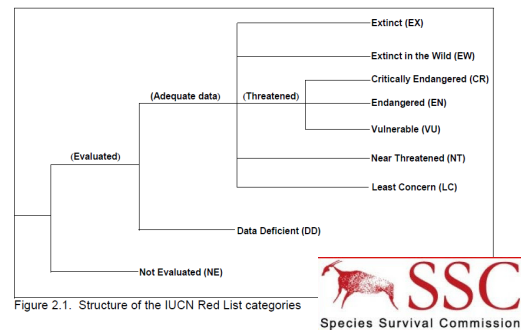 Extinct (EX)
Extinct in the Wild (EW)
Critically Endangered (CR)
(Adequate data) (Threatened) Endangered (EN)
Vulnerable (VU)
(Evaluated)
Near Threatened (NT)
Least Concern (LC)
Data Deficient (DD)
Not Evaluated (NE)
Figure 2.1. Structure of the IUCN Red List categories
SSC
Species Survival Commission